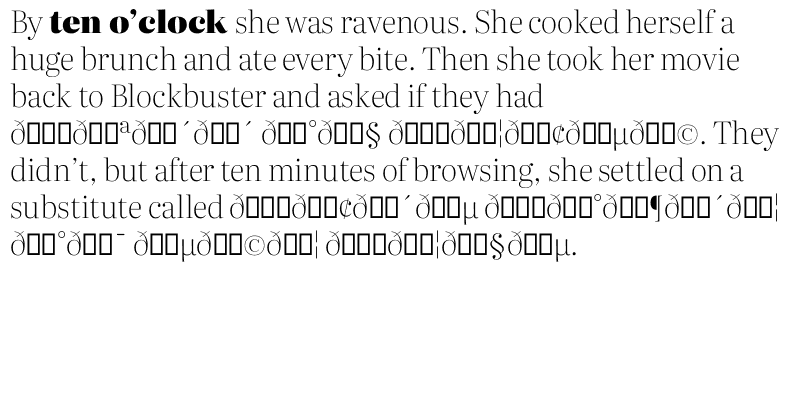 By ten o’clock she was ravenous. She cooked herself a
huge brunch and ate every bite. Then she took her movie
back to Blockbuster and asked if they had
ð□□□ð□□ªð□□´ð□□´ ð□□°ð□□§ ð□□□ð□□¦ð□□¢ð□□µð□□©. They
didn’t, but after ten minutes of browsing, she settled on a
substitute called ð□□□ð□□¢ð□□´ð□□µ ð□□□ð□□°ð□□¶ð□□´ð□□¦
ð□□°ð□□¯ ð□□µð□□©ð□□¦ ð□□□ð□□¦ð□□§ð□□µ.